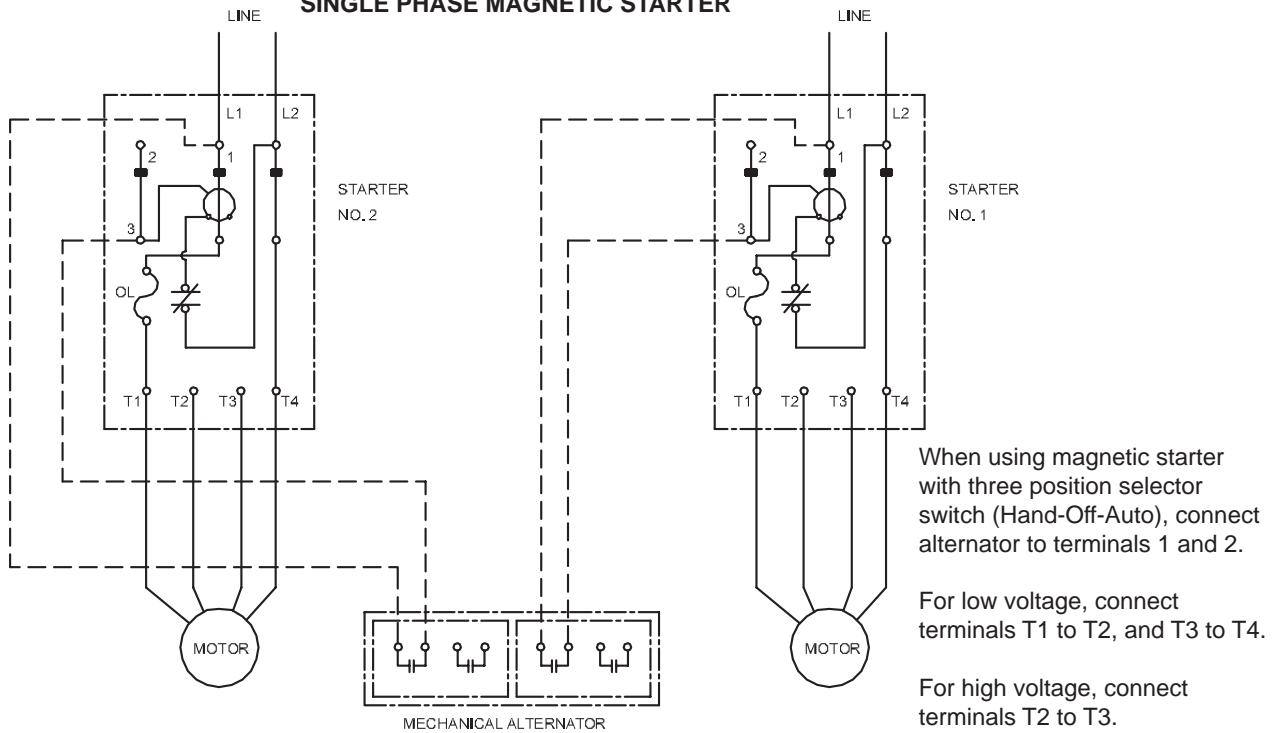 SINGLE PHASE MAGNETIC STARTER
LINE
LINE
L1
L2
L1
L2
2
1
2
1
STARTER
NO. 2
STARTER
NO. 1
3
3
OL
OL
T1
T2
T3
T4
T1
T2
T3
T4
When using magnetic starter
with three position selector
switch (Hand-Off-Auto), connect
alternator to terminals 1 and 2.
For low voltage, connect
terminals T1 to T2, and T3 to T4.
For high voltage, connect
terminals T2 to T3.
MOTOR
MOTOR
MECHANICAL ALTERNATOR